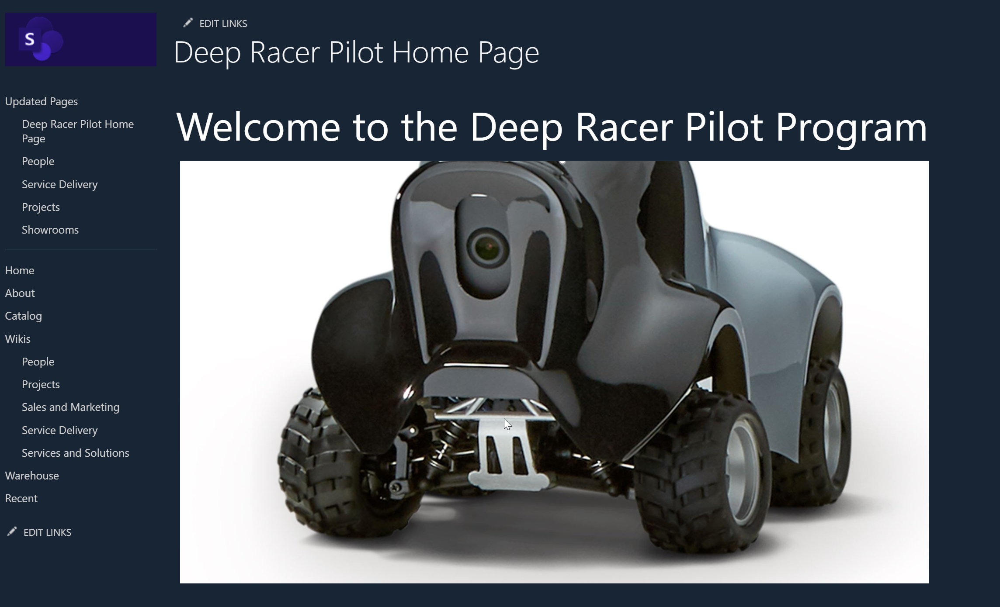 S
EDIT LINKS
Deep Racer Pilot Home Page
Updated Pages
Deep Racer Pilot Home
Page
People
Service Delivery
Projects
Showrooms
Home
About
Catalog
Wikis
People
Projects
Sales and Marketing
Service Delivery
Services and Solutions
Warehouse
Recent
EDIT LINKS
Welcome to the Deep Racer Pilot Program